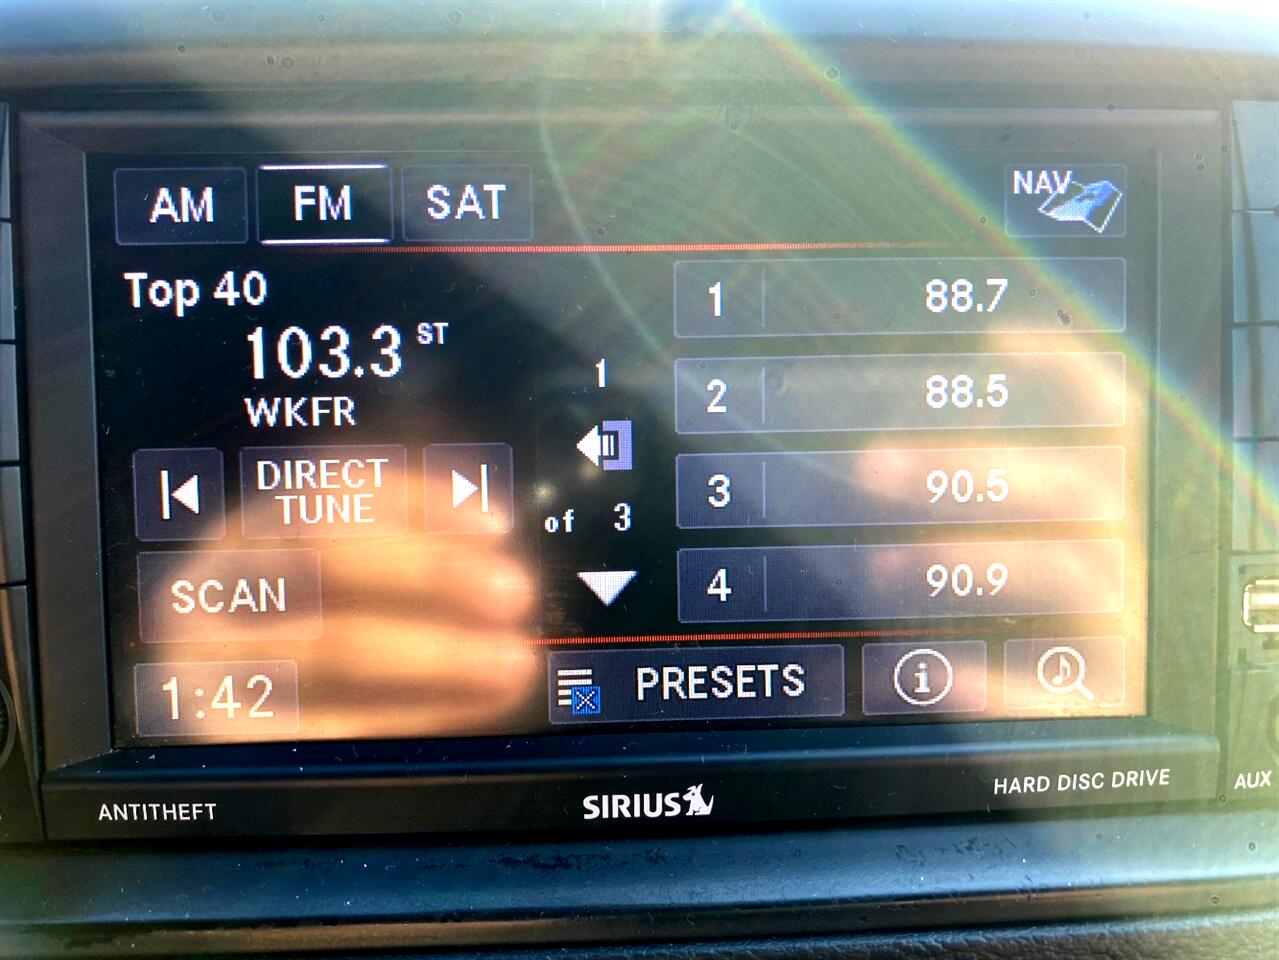 AM FM SAT NAV
Top 40
103.3 ST
WKFR
DIRECT
TUNE
SCAN
1:42
1
of 3
1 88.7
2 88.5
3 90.5
4 90.9
PRESETS
i
ANTITHEFT
SIRIUS
HARD DISC DRIVE
AUX